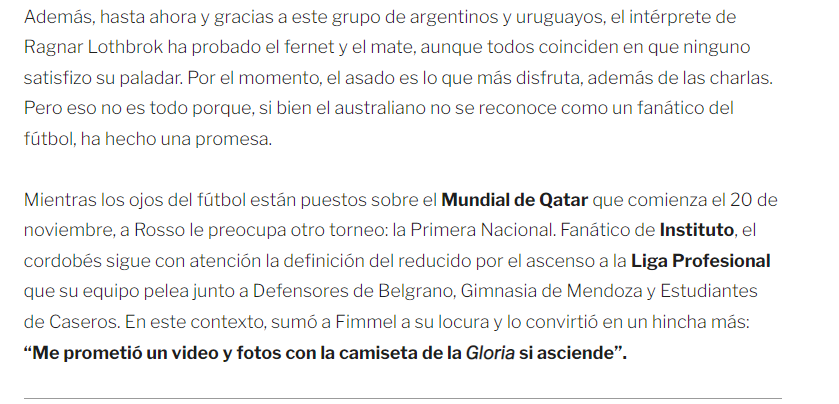 Además, hasta ahora y gracias a este grupo de argentinos y uruguayos, el intérprete de
Ragnar Lothbrok ha probado el fernet y el mate, aunque todos coinciden en que ninguno
satisfizo su paladar. Por el momento, el asado es lo que más disfruta, además de las charlas.
Pero eso no es todo porque, si bien el australiano no se reconoce como un fanático del
fútbol, ha hecho una promesa.
Mientras los ojos del fútbol están puestos sobre el Mundial de Qatar que comienza el 20 de
noviembre, a Rosso le preocupa otro torneo: la Primera Nacional. Fanático de Instituto, el
cordobés sigue con atención la definición del reducido por el ascenso a la Liga Profesional
que su equipo pelea junto a Defensores de Belgrano, Gimnasia de Mendoza y Estudiantes
de Caseros. En este contexto, sumó a Fimmel a su locura y lo convirtió en un hincha más:
“Me prometió un video y fotos con la camiseta de la Gloria si asciende”.